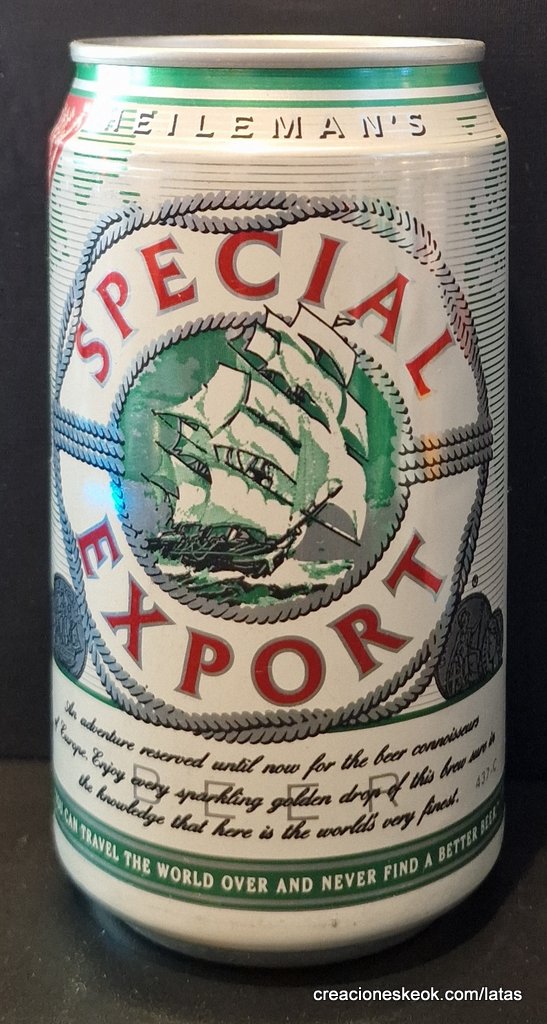 HEILEMAN'S
SPECIAL
EXPORT
An adventure reserved until now for the beer connoisseurs
of Europe. Enjoy every sparkling golden drop of this brew sure in
the knowledge that here is the world's very finest.
BEER
437-C
CAN TRAVEL THE WORLD OVER AND NEVER FIND A BETTER BEER
creacioneskeok.com/latas